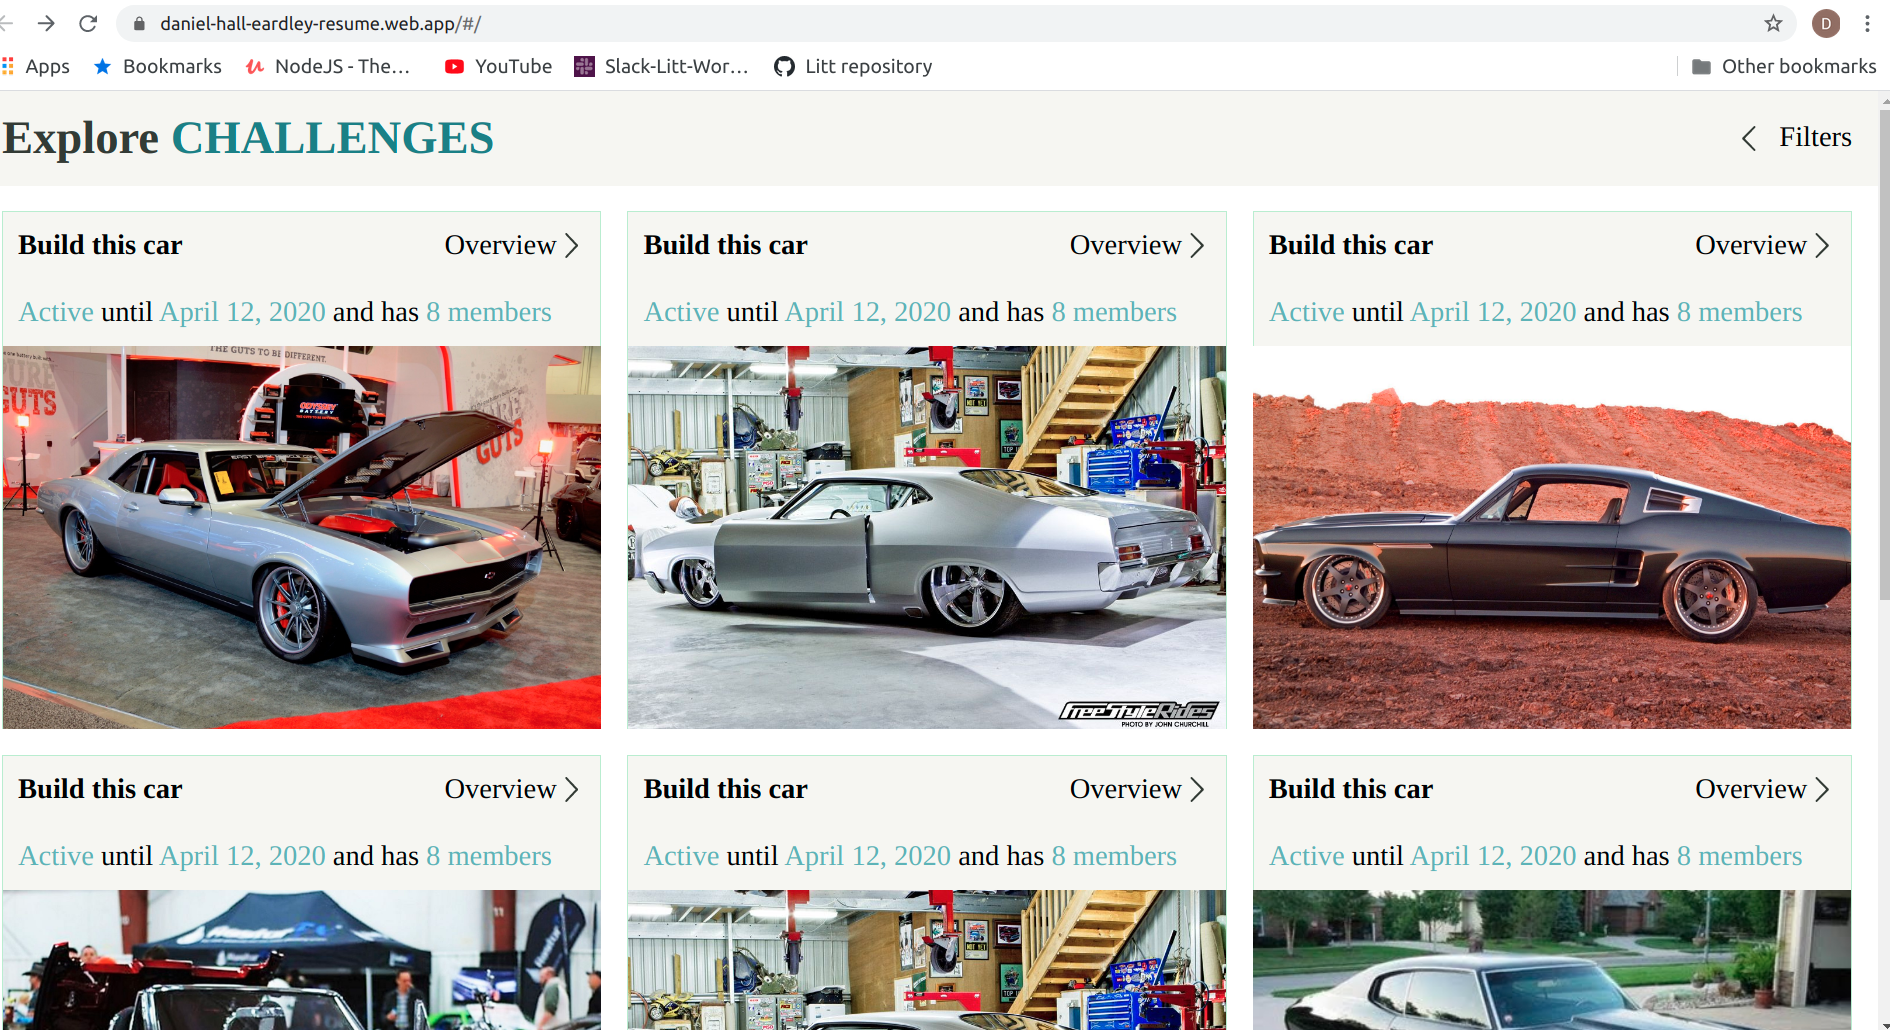 daniel-hall-eardley-resume.web.app/#/
D
Apps
Bookmarks
NodeJS - The...
YouTube
Slack-Litt-Wor...
Litt repository
Other bookmarks
Explore CHALLENGES
Filters
Build this car
Overview
Active until April 12, 2020 and has 8 members
THE GUTS TO BE DIFFERENT.
GUTS
ODYSSEY
BATTERY
GUTS
Build this car
Overview
Active until April 12, 2020 and has 8 members
FreeStyleRides
PHOTO BY JOHN CHURCHILL
Build this car
Overview
Active until April 12, 2020 and has 8 members
Build this car
Overview
Active until April 12, 2020 and has 8 members
Build this car
Overview
Active until April 12, 2020 and has 8 members
Build this car
Overview
Active until April 12, 2020 and has 8 members